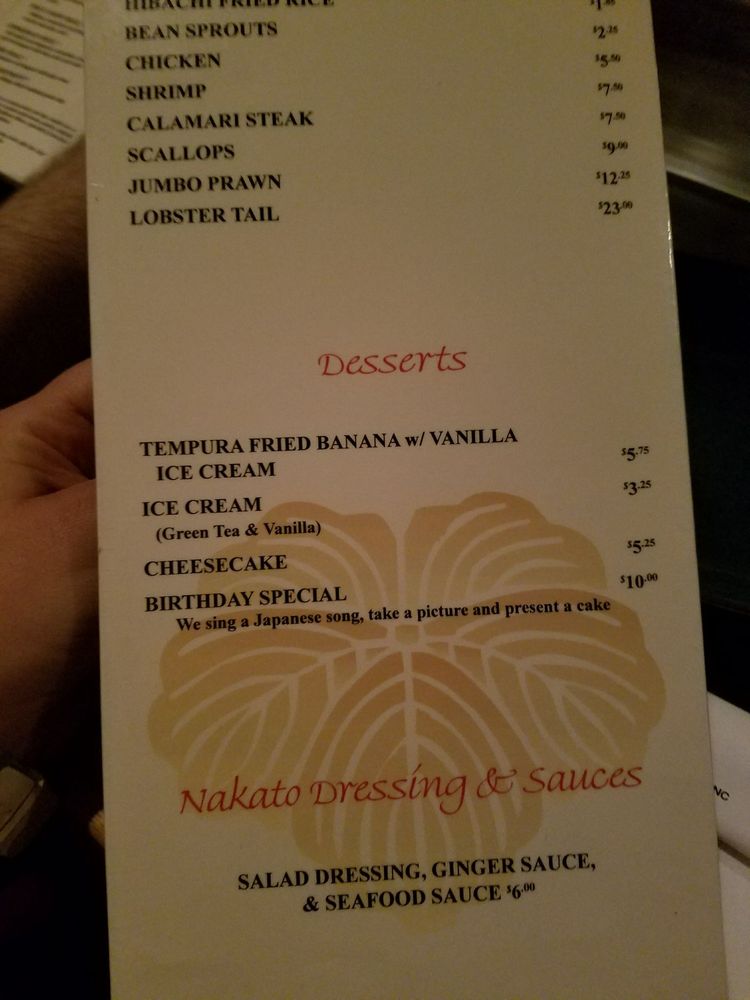 HIBACHI FRIED RICE
BEAN SPROUTS $2.25
CHICKEN $5.50
SHRIMP $7.50
CALAMARI STEAK $7.50
SCALLOPS $9.00
JUMBO PRAWN $12.25
LOBSTER TAIL $23.00
Desserts
TEMPURA FRIED BANANA w/ VANILLA
ICE CREAM $5.75
ICE CREAM $3.25
(Green Tea & Vanilla)
CHEESECAKE $5.25
BIRTHDAY SPECIAL $10.00
We sing a Japanese song, take a picture and present a cake
Nakato Dressing & Sauces
SALAD DRESSING, GINGER SAUCE,
& SEAFOOD SAUCE $6.00